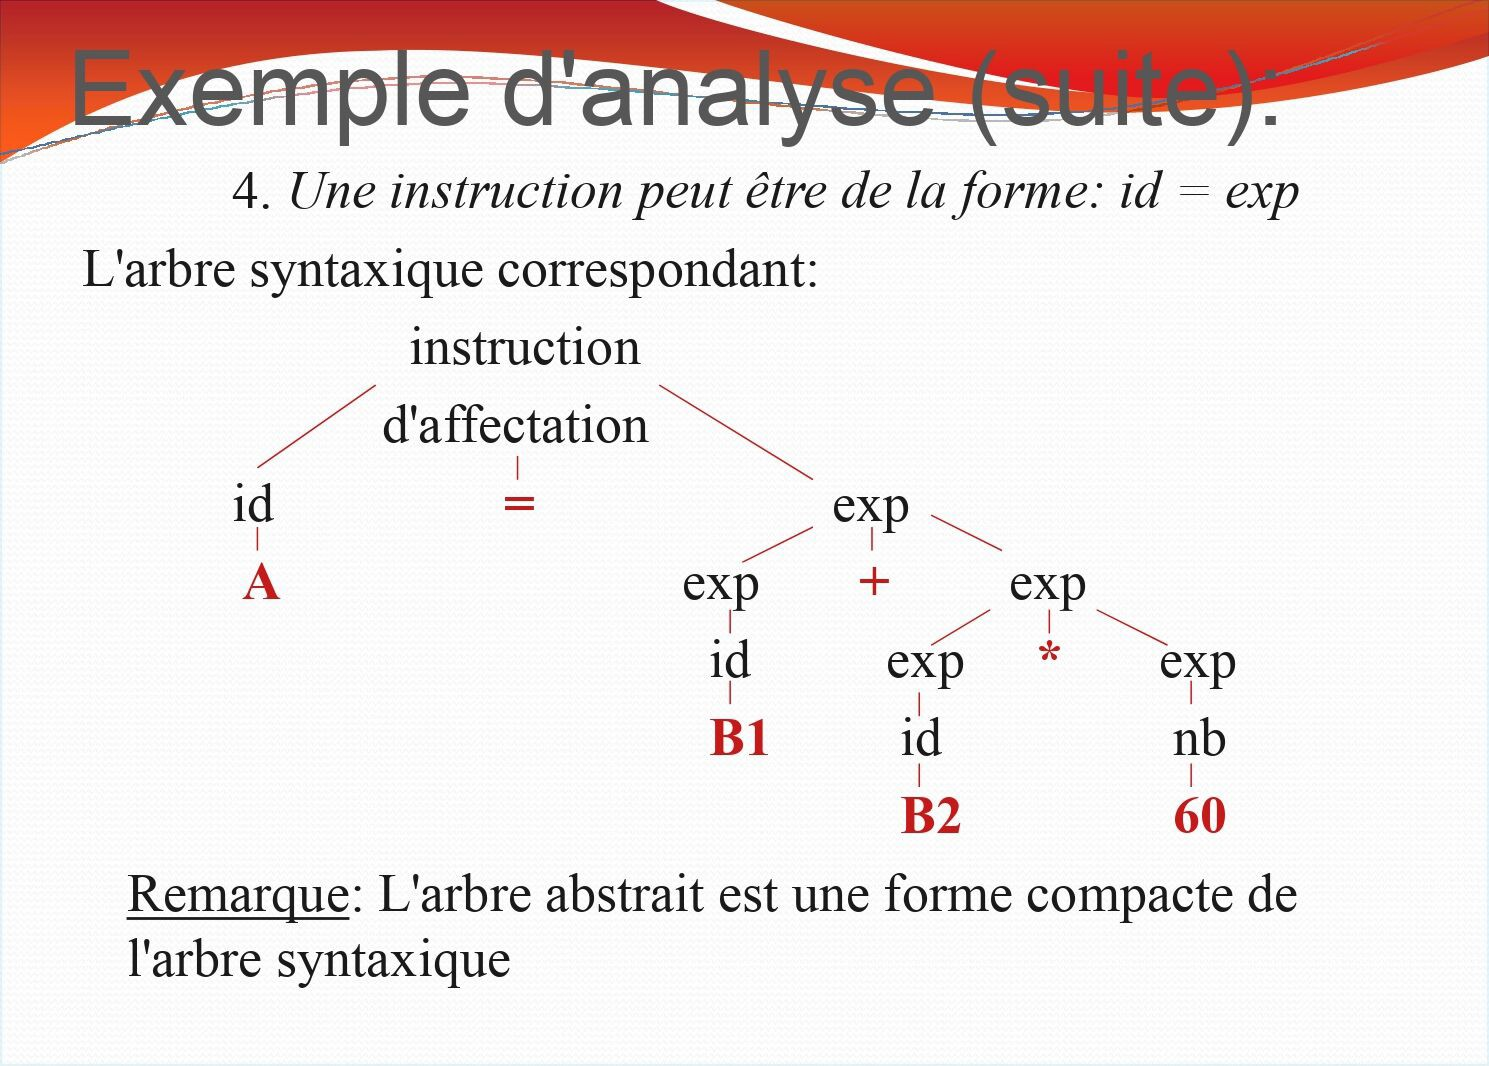 Exemple d'analyse (suite):
4. Une instruction peut être de la forme: id = exp
L'arbre syntaxique correspondant:
instruction
d'affectation
id = exp
A exp + exp
id exp * exp
B1 id nb
B2 60
Remarque: L'arbre abstrait est une forme compacte de
l'arbre syntaxique